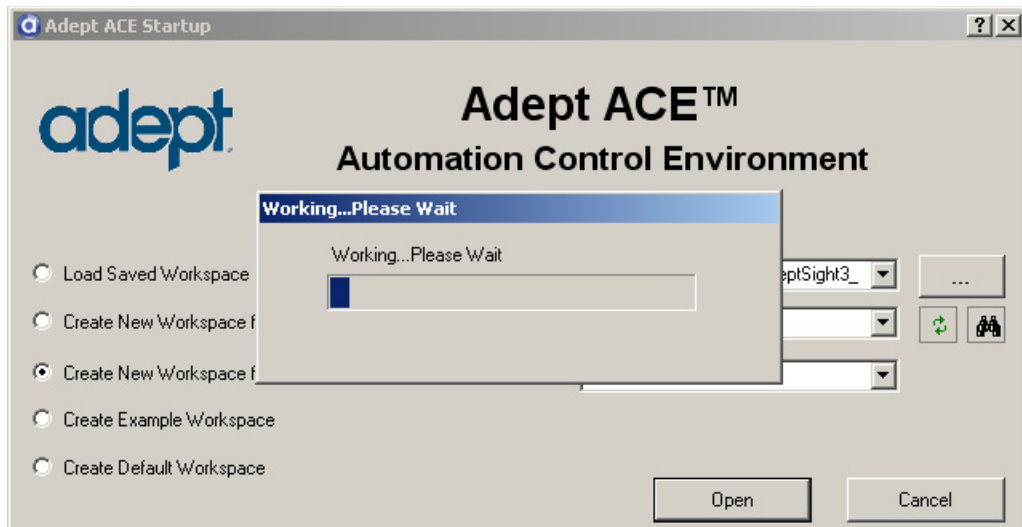 Adept ACE Startup
adept
Adept ACE™
Automation Control Environment
Working...Please Wait
Working...Please Wait
Load Saved Workspace
eptSight3_
...
Create New Workspace f
Create New Workspace f
Create Example Workspace
Create Default Workspace
Open
Cancel